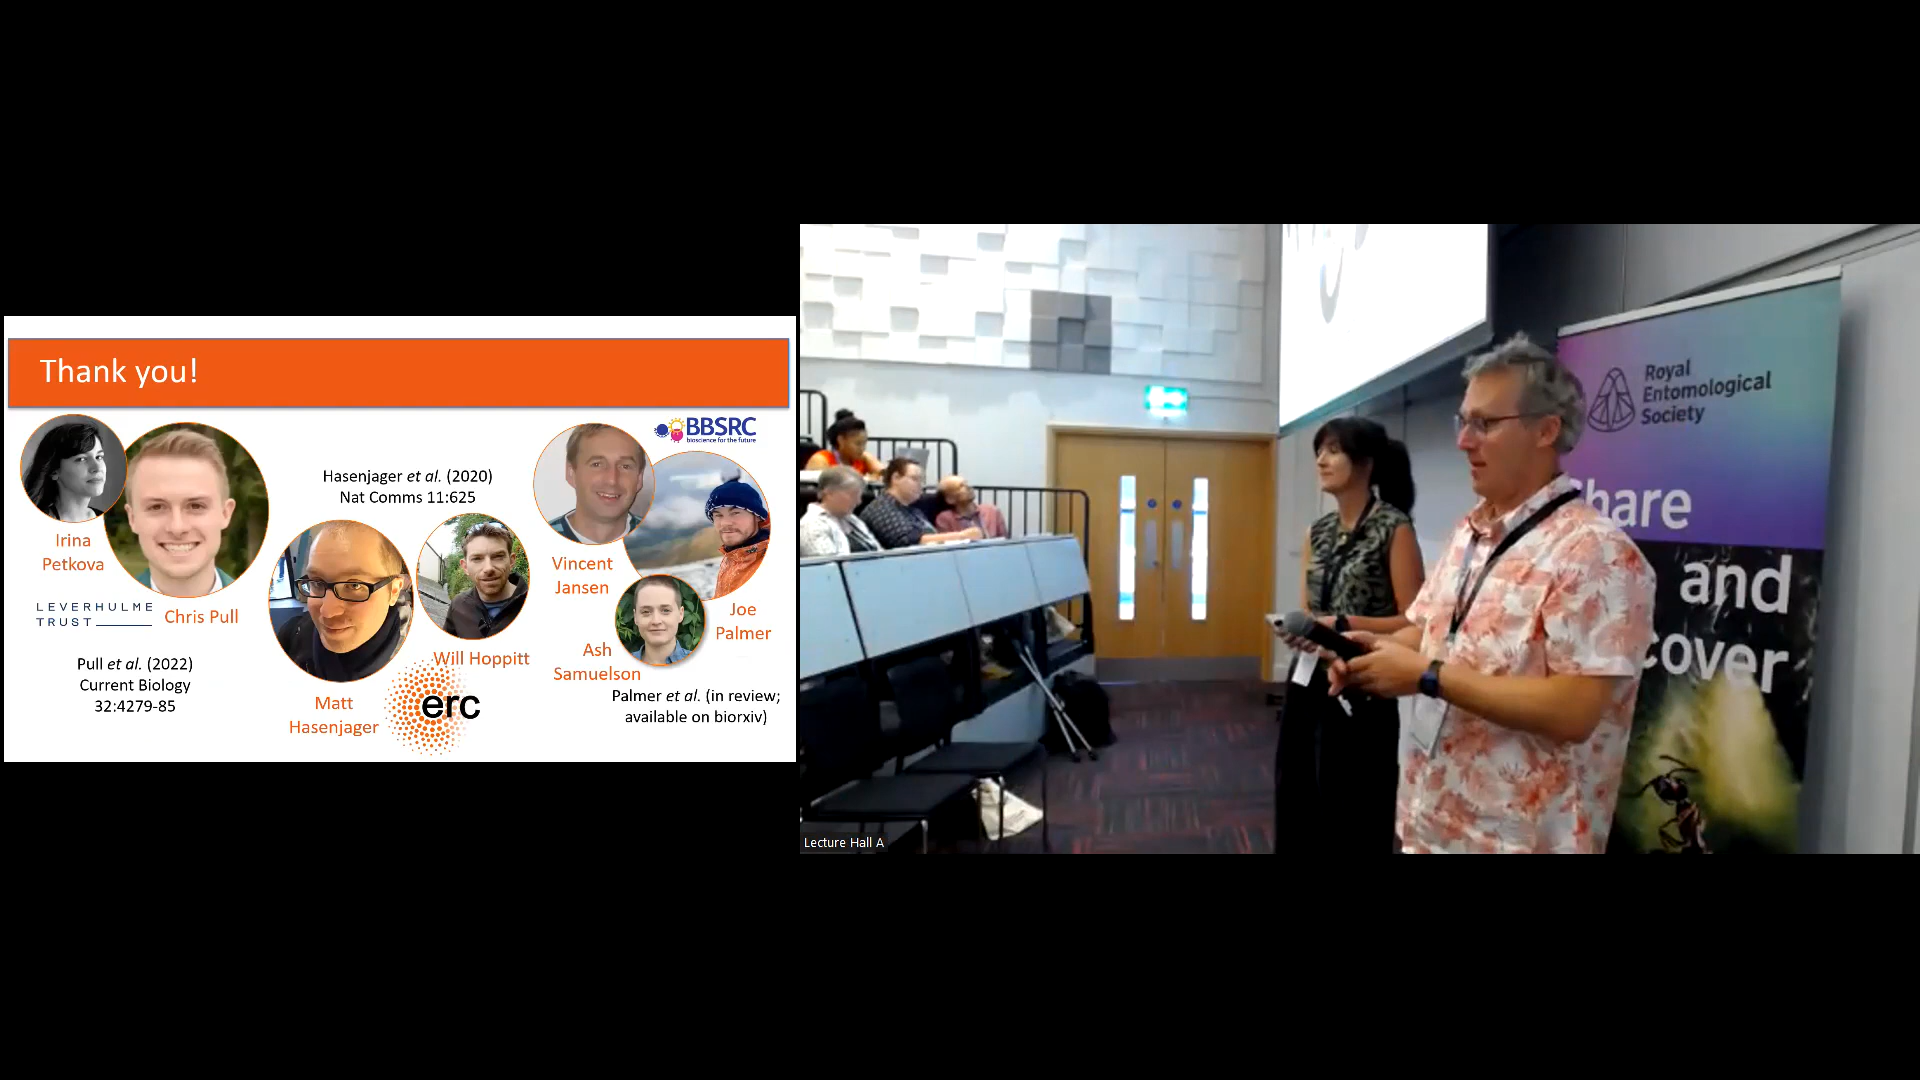 Thank you!
BBSRC
bioscience for the future
Hasenjager et al. (2020)
Nat Comms 11:625
Irina
Petkova
LEVERHULME
TRUST
Chris Pull
Vincent
Jansen
Joe
Palmer
Ash
Samuelson
Will Hoppitt
Pull et al. (2022)
Current Biology
32:4279-85
Matt
Hasenjager
erc
Palmer et al. (in review;
available on biorxiv)
Royal
Entomological
Society
Share
and
cover
Lecture Hall A